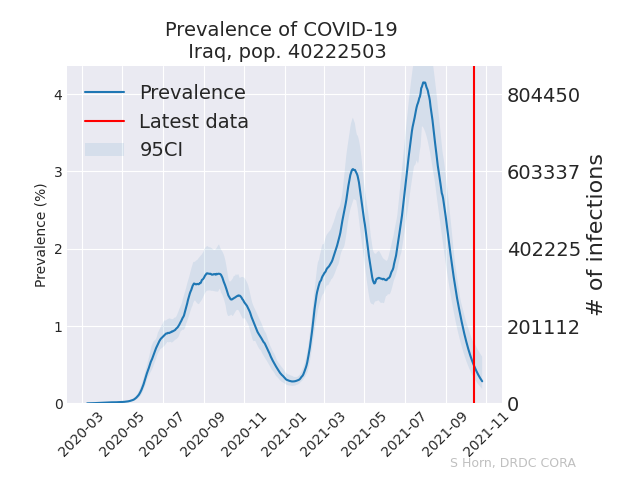 Prevalence of COVID-19
Iraq, pop. 40222503
Prevalence
Latest data
95CI
Prevalence (%)
4
3
2
1
0
804450
603337
402225
201112
0
# of infections
2020-03
2020-05
2020-07
2020-09
2020-11
2021-01
2021-03
2021-05
2021-07
2021-09
2021-11
S Horn, DRDC CORA